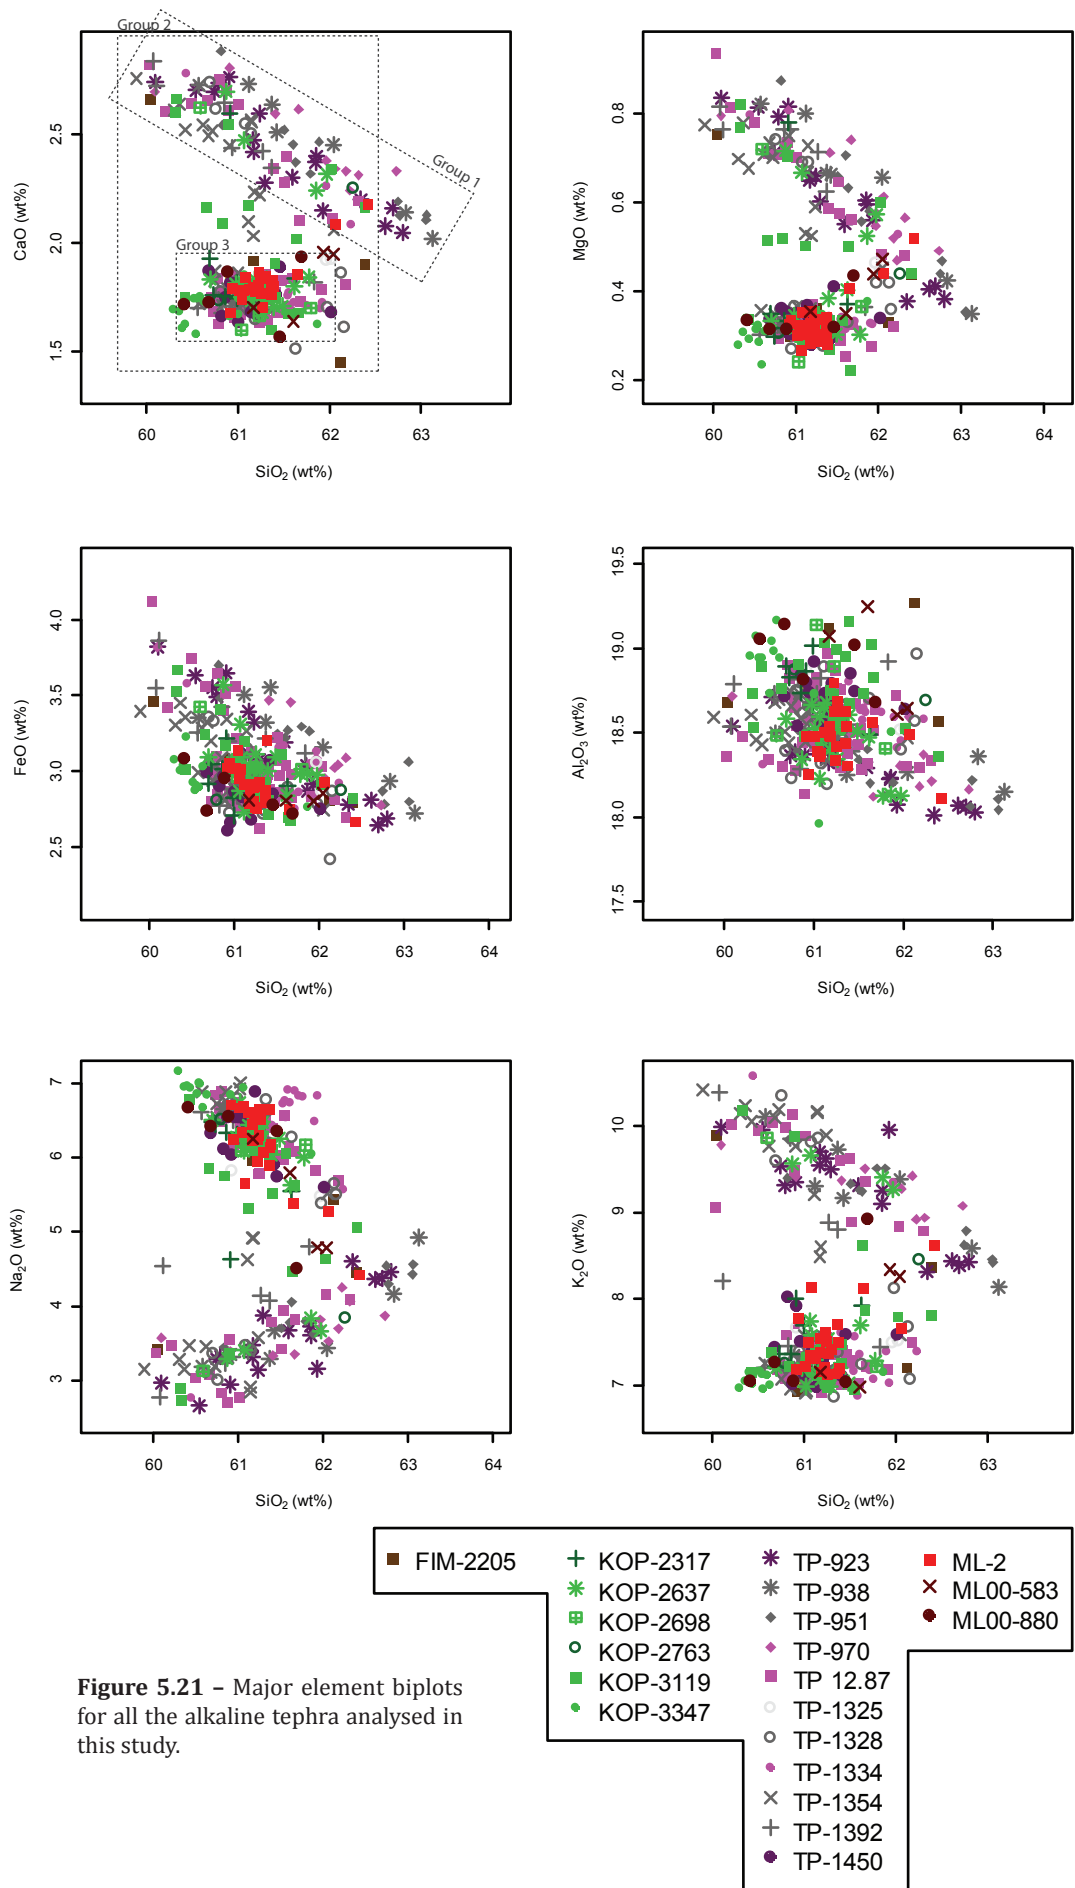 Group 2
Group 1
Group 3
CaO (wt%)
2.5
2.0
1.5
60 61 62 63
SiO₂ (wt%)
MgO (wt%)
0.8
0.6
0.4
0.2
60 61 62 63 64
SiO₂ (wt%)
FeO (wt%)
4.0
3.5
3.0
2.5
60 61 62 63 64
SiO₂ (wt%)
Al₂O₃ (wt%)
19.5
19.0
18.5
18.0
17.5
60 61 62 63
SiO₂ (wt%)
Na₂O (wt%)
7
6
5
4
3
60 61 62 63 64
SiO₂ (wt%)
K₂O (wt%)
10
9
8
7
60 61 62 63
SiO₂ (wt%)
FIM-2205
KOP-2317
KOP-2637
KOP-2698
KOP-2763
KOP-3119
KOP-3347
TP-923
TP-938
TP-951
TP-970
TP 12.87
TP-1325
TP-1328
TP-1334
TP-1354
TP-1392
TP-1450
ML-2
ML00-583
ML00-880
Figure 5.21 – Major element biplots
for all the alkaline tephra analysed in
this study.